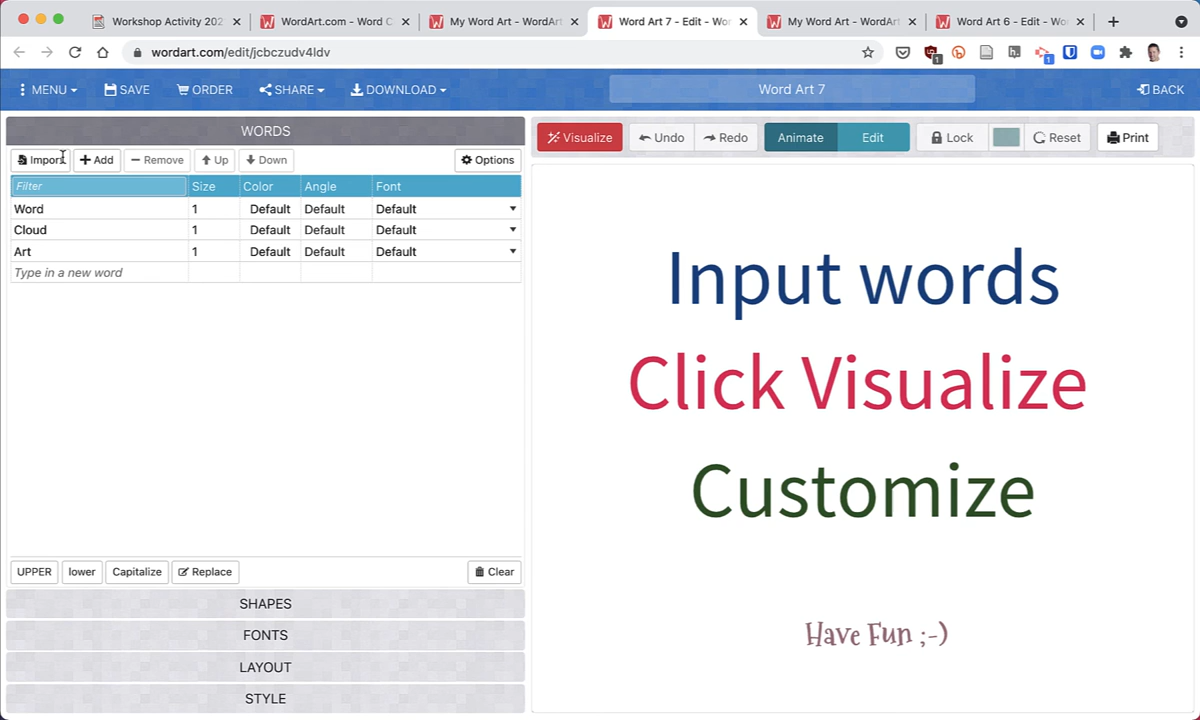 Workshop Activity 202
WordArt.com - Word C
My Word Art - WordArt
Word Art 7 - Edit - Wo
My Word Art - WordArt
Word Art 6 - Edit - Wo
wordart.com/edit/jcbczudv4ldv
MENU SAVE ORDER SHARE DOWNLOAD Word Art 7 BACK
WORDS
Import Add Remove Up Down Options
Filter Size Color Angle Font
Word 1 Default Default Default
Cloud 1 Default Default Default
Art 1 Default Default Default
Type in a new word
UPPER lower Capitalize Replace Clear
SHAPES
FONTS
LAYOUT
STYLE
Visualize Undo Redo Animate Edit Lock Reset Print
Input words
Click Visualize
Customize
Have Fun ;-)